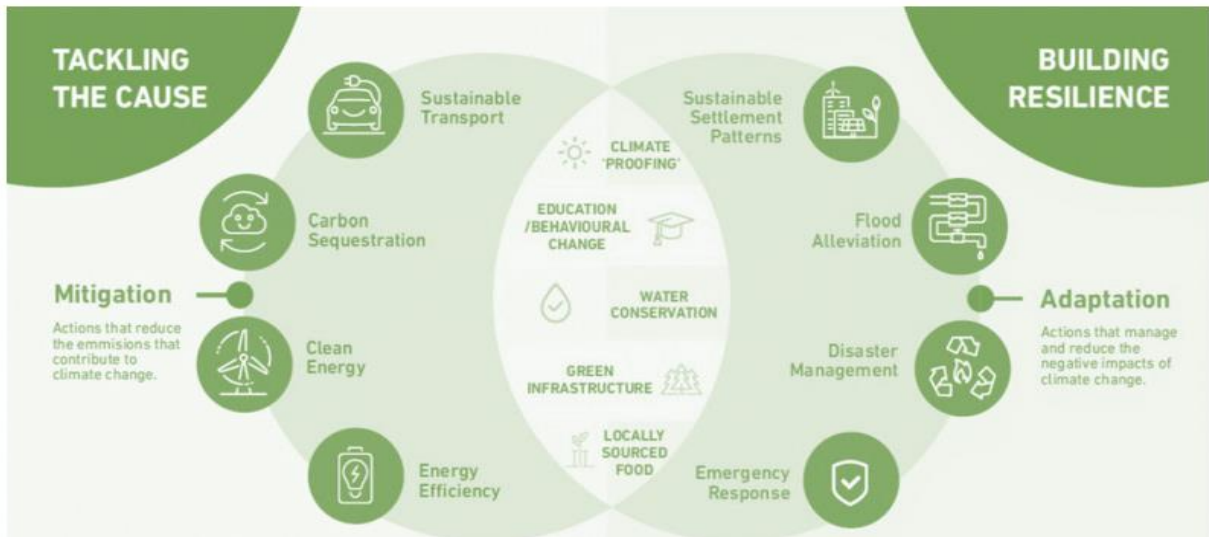 TACKLING
THE CAUSE
BUILDING
RESILIENCE
Sustainable
Transport
Carbon
Sequestration
Mitigation
Actions that reduce
the emmisions that
contribute to
climate change.
Clean
Energy
Energy
Efficiency
CLIMATE
'PROOFING'
EDUCATION
/BEHAVIOURAL
CHANGE
WATER
CONSERVATION
GREEN
INFRASTRUCTURE
LOCALLY
SOURCED
FOOD
Sustainable
Settlement
Patterns
Flood
Alleviation
Adaptation
Actions that manage
and reduce the
negative impacts of
climate change.
Disaster
Management
Emergency
Response